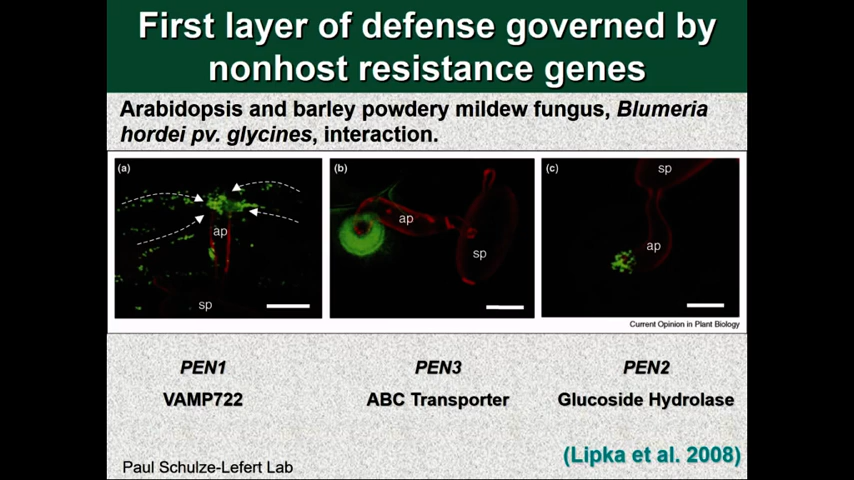 First layer of defense governed by
nonhost resistance genes
Arabidopsis and barley powdery mildew fungus, Blumeria
hordei pv. glycines, interaction.
(a)
ap
sp
(b)
ap
sp
(c)
sp
ap
Current Opinion in Plant Biology
PEN1
VAMP722
PEN3
ABC Transporter
PEN2
Glucoside Hydrolase
(Lipka et al. 2008)
Paul Schulze-Lefert Lab